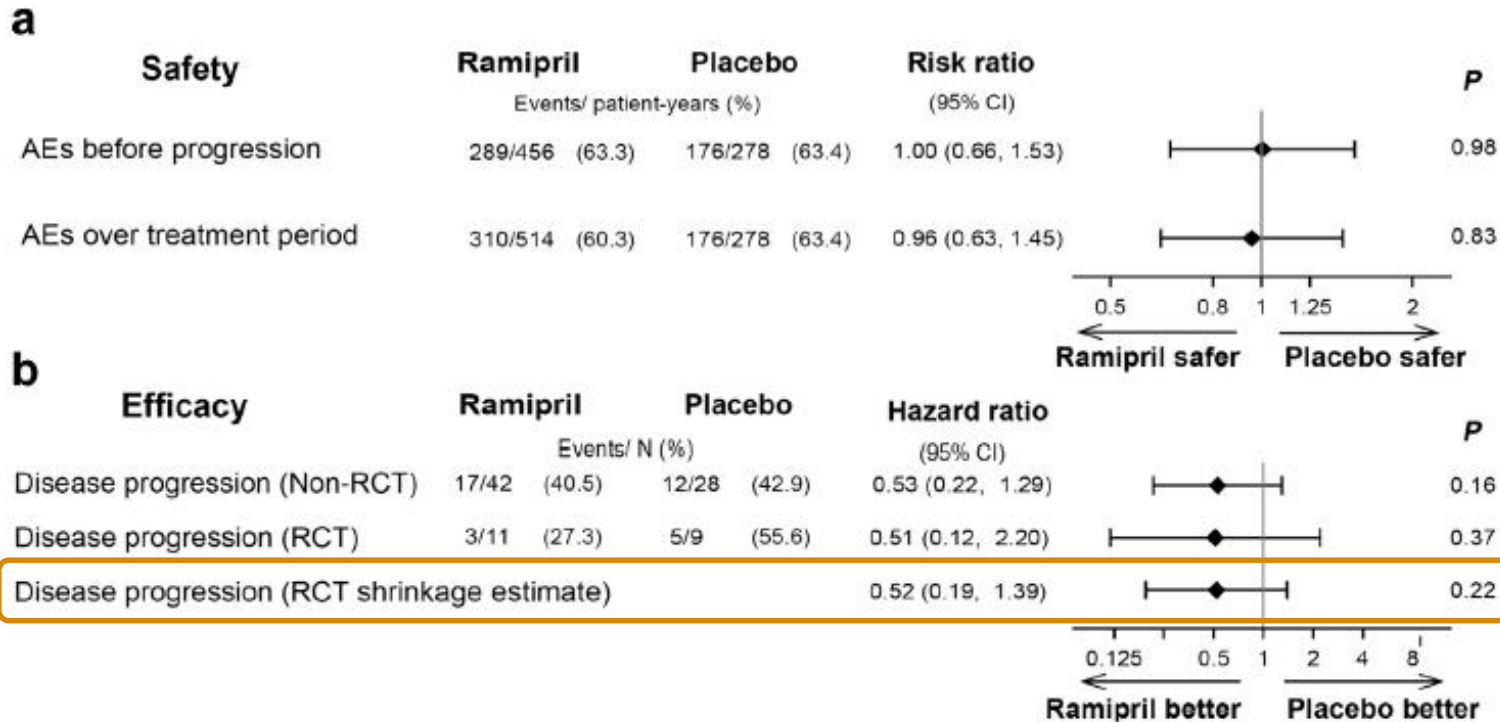 a
Safety Ramipril Placebo Risk ratio P
Events/ patient-years (%) (95% CI)
AEs before progression 289/456 (63.3) 176/278 (63.4) 1.00 (0.66, 1.53) 0.98
AEs over treatment period 310/514 (60.3) 176/278 (63.4) 0.96 (0.63, 1.45) 0.83
0.5 0.8 1 1.25 2
Ramipril safer Placebo safer
b
Efficacy Ramipril Placebo Hazard ratio P
Events/ N (%) (95% CI)
Disease progression (Non-RCT) 17/42 (40.5) 12/28 (42.9) 0.53 (0.22, 1.29) 0.16
Disease progression (RCT) 3/11 (27.3) 5/9 (55.6) 0.51 (0.12, 2.20) 0.37
Disease progression (RCT shrinkage estimate) 0.52 (0.19, 1.39) 0.22
0.125 0.5 1 2 4 8
Ramipril better Placebo better